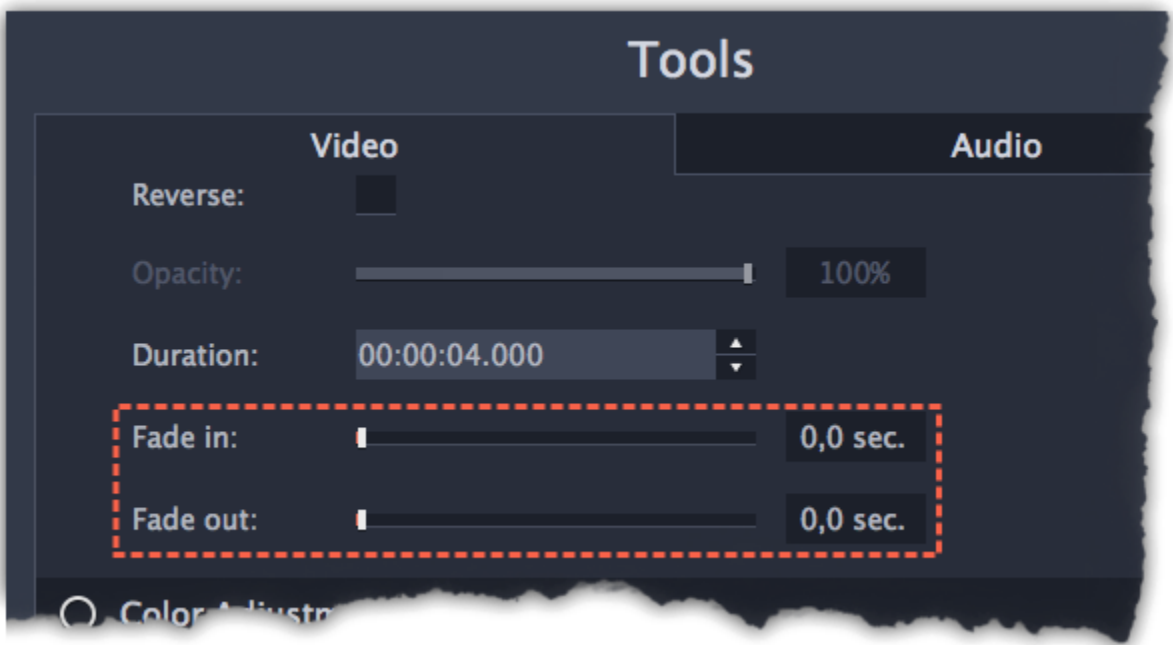 Tools
Video Audio
Reverse:
Opacity: 100%
Duration: 00:00:04.000
Fade in: 0,0 sec.
Fade out: 0,0 sec.
Color